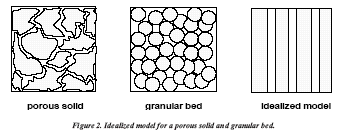 porous solid granular bed Idealized model
Figure 2. Idealized model for a porous solid and granular bed.